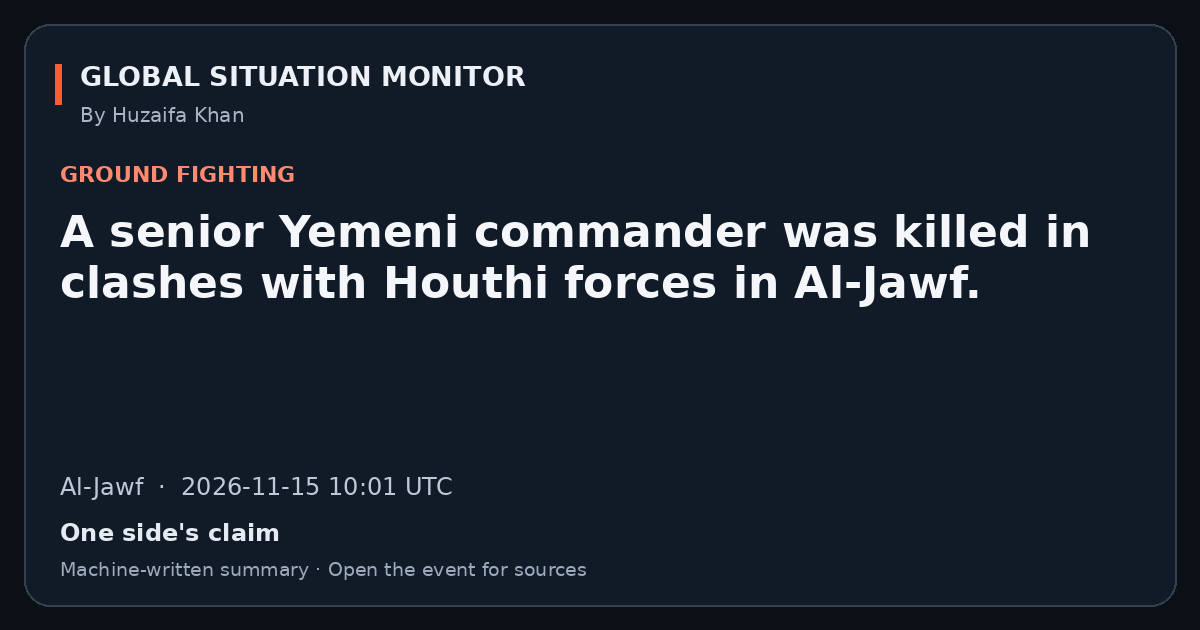 GLOBAL SITUATION MONITOR
By Huzaifa Khan
GROUND FIGHTING
A senior Yemeni commander was killed in
clashes with Houthi forces in Al-Jawf.
Al-Jawf · 2026-11-15 10:01 UTC
One side's claim
Machine-written summary · Open the event for sources